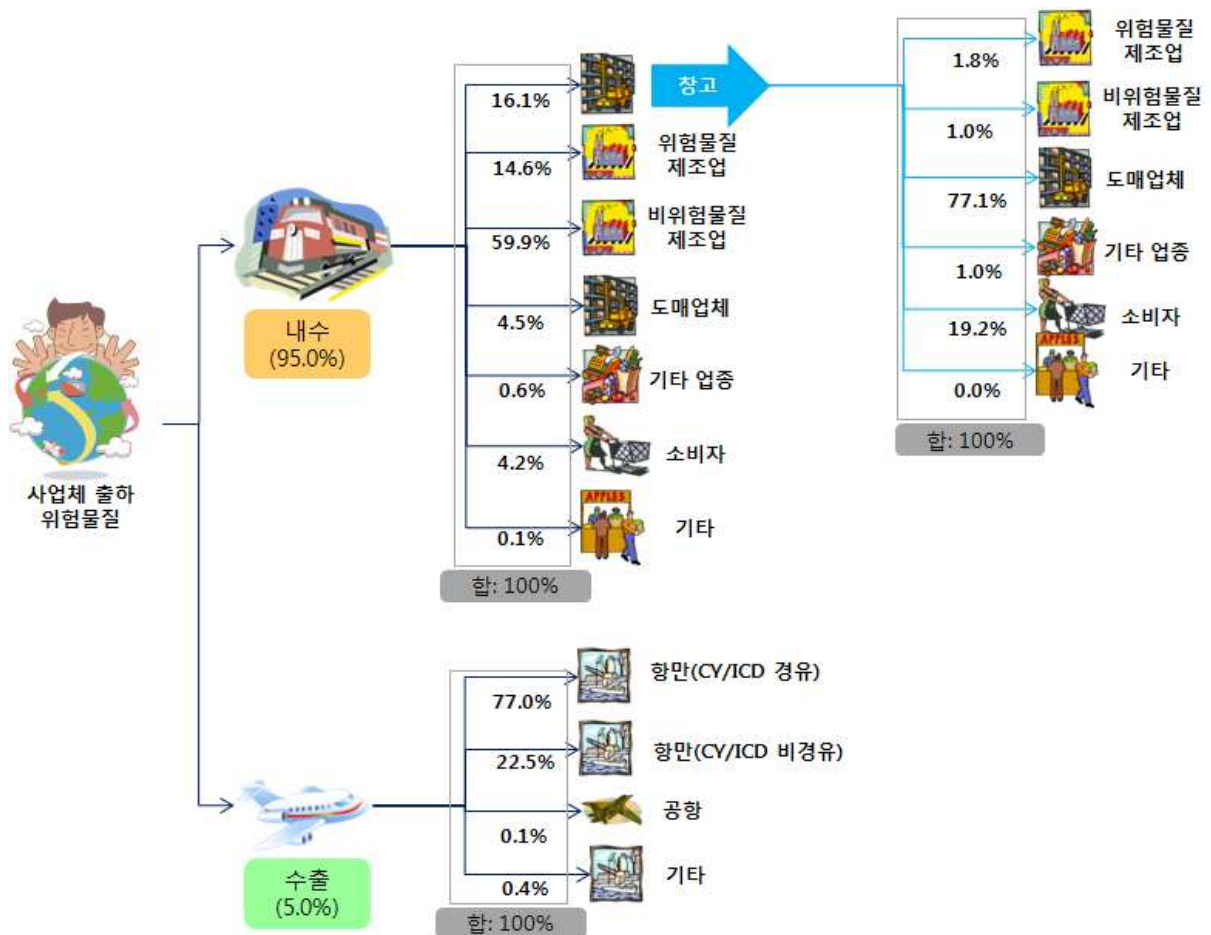 사업체 출하
위험물질
내수
(95.0%)
16.1%
창고
14.6%
위험물질
제조업
59.9%
비위험물질
제조업
4.5%
도매업체
0.6%
기타 업종
4.2%
소비자
APPLES
0.1%
기타
합: 100%
1.8%
위험물질
제조업
1.0%
비위험물질
제조업
77.1%
도매업체
1.0%
기타 업종
19.2%
소비자
APPLES
0.0%
기타
합: 100%
수출
(5.0%)
77.0%
항만(CY/ICD 경유)
22.5%
항만(CY/ICD 비경유)
0.1%
공항
0.4%
기타
합: 100%